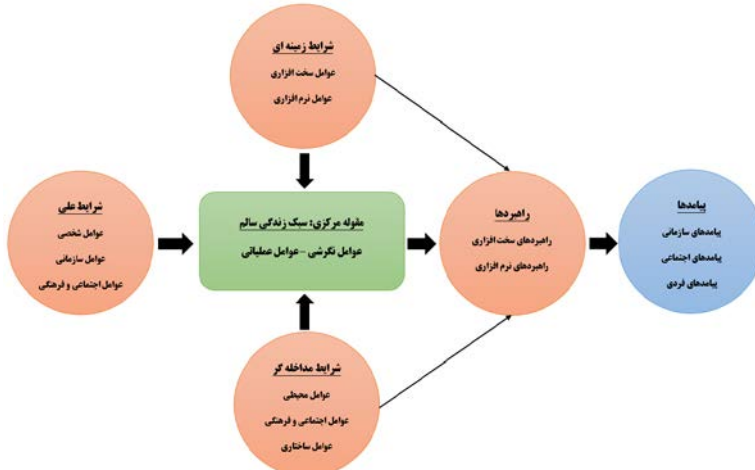 شرایط زمینه ای
عوامل سخت افزاری
عوامل نرم افزاری
شرایط علی
عوامل شخصی
عوامل سازمانی
عوامل اجتماعی و فرهنگی
مقوله مرکزی: سبک زندگی سالم
عوامل نگرشی – عوامل عملیاتی
راهبردها
راهبردهای سخت افزاری
راهبردهای نرم افزاری
پیامدها
پیامدهای سازمانی
پیامدهای اجتماعی
پیامدهای فردی
شرایط مداخله گر
عوامل محیطی
عوامل اجتماعی و فرهنگی
عوامل ساختاری